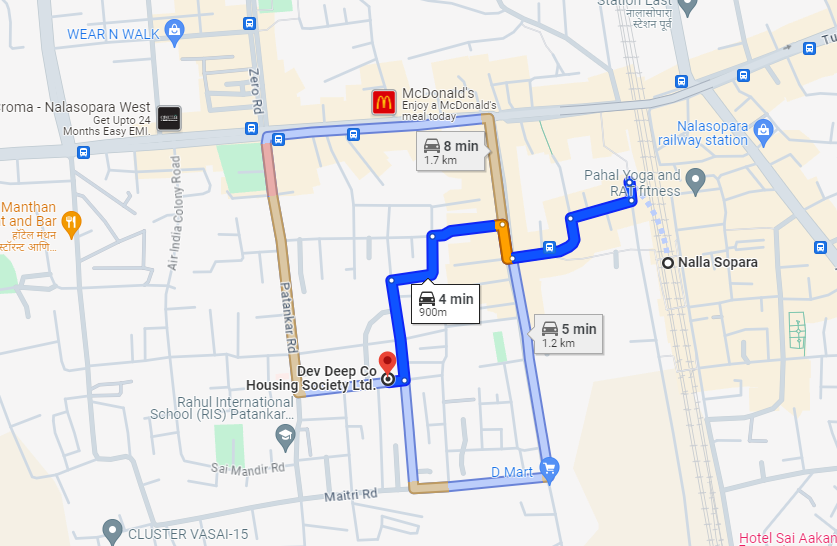 Station East
नालासोपारा
स्टेशन पूर्व
WEAR N WALK
Zero Rd
McDonald's
Enjoy a McDonald's
meal today
roma - Nalasopara West
Get Upto 24
Months Easy EMI.
8 min
1.7 km
Nalasopara
railway station
Pahal Yoga and
fitness
Manthan
t and Bar
हॉटेल मंथन
Air-India Colony Road
Nalla Sopara
4 min
900m
5 min
1.2 km
Patankar Rd
Dev Deep Co
Housing Society Ltd.
Rahul International
School (RIS) Patankar...
Sai Mandir Rd
Maitri Rd
D Mart
CLUSTER VASAI-15
Hotel Sai Aakan